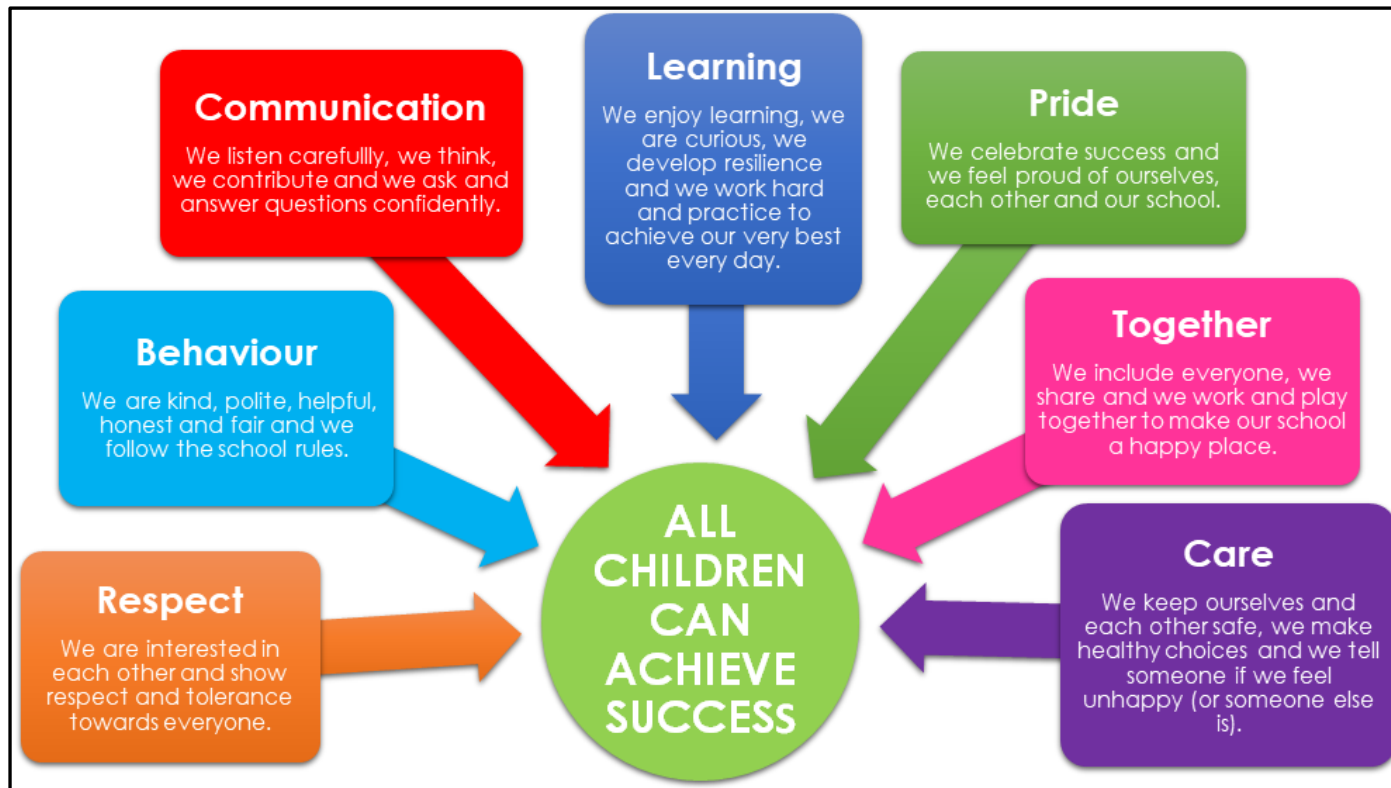 Communication
We listen carefullly, we think,
we contribute and we ask and
answer questions confidently.
Learning
We enjoy learning, we
are curious, we
develop resilience
and we work hard
and practice to
achieve our very best
every day.
Pride
We celebrate success and
we feel proud of ourselves,
each other and our school.
Behaviour
We are kind, polite, helpful,
honest and fair and we
follow the school rules.
Together
We include everyone, we
share and we work and play
together to make our school
a happy place.
Respect
We are interested in
each other and show
respect and tolerance
towards everyone.
ALL
CHILDREN
CAN
ACHIEVE
SUCCESS
Care
We keep ourselves and
each other safe, we make
healthy choices and we tell
someone if we feel
unhappy (or someone else
is).